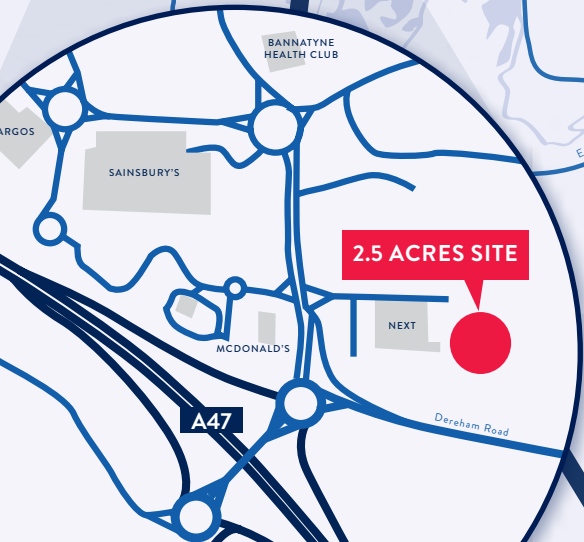 BANNATYNE
HEALTH CLUB
ARGOS
SAINSBURY'S
2.5 ACRES SITE
NEXT
MCDONALD'S
A47
Dereham Road